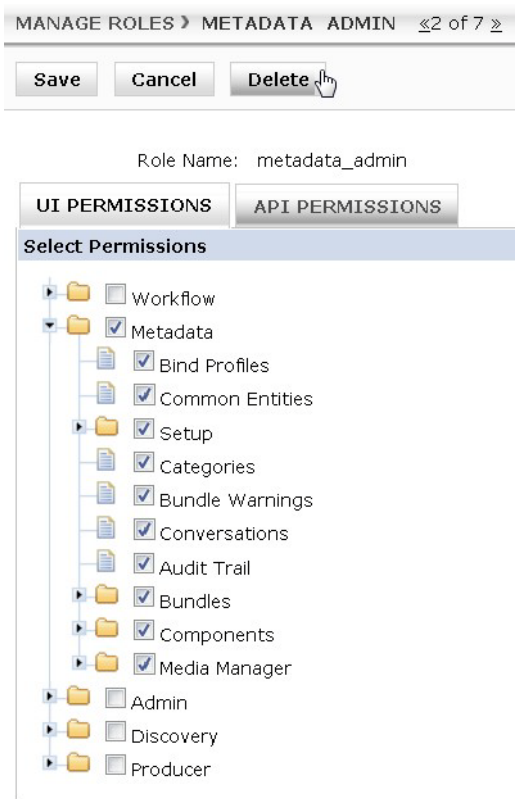 MANAGE ROLES › METADATA ADMIN «2 of 7 »
Save Cancel Delete
Role Name: metadata_admin
UI PERMISSIONS API PERMISSIONS
Select Permissions
Workflow
Metadata
Bind Profiles
Common Entities
Setup
Categories
Bundle Warnings
Conversations
Audit Trail
Bundles
Components
Media Manager
Admin
Discovery
Producer